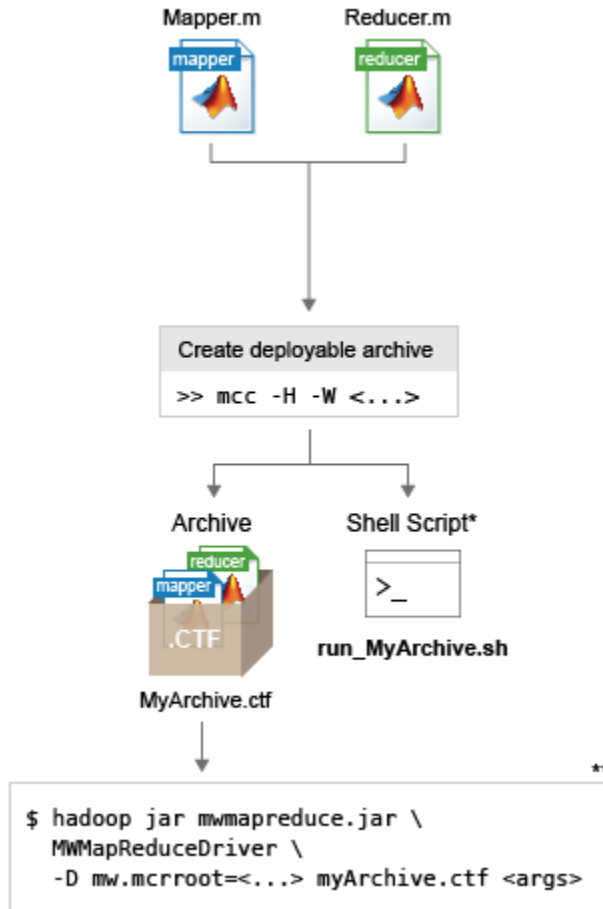 Mapper.m
Reducer.m
mapper
reducer
Create deployable archive
>> mcc -H -W <...>
Archive
Shell Script*
reducer
mapper
.CTF
>_
run_MyArchive.sh
MyArchive.ctf
**
$ hadoop jar mwmapreduce.jar \
MWMapReduceDriver \
-D mw.mcrroot=<...> myArchive.ctf <args>